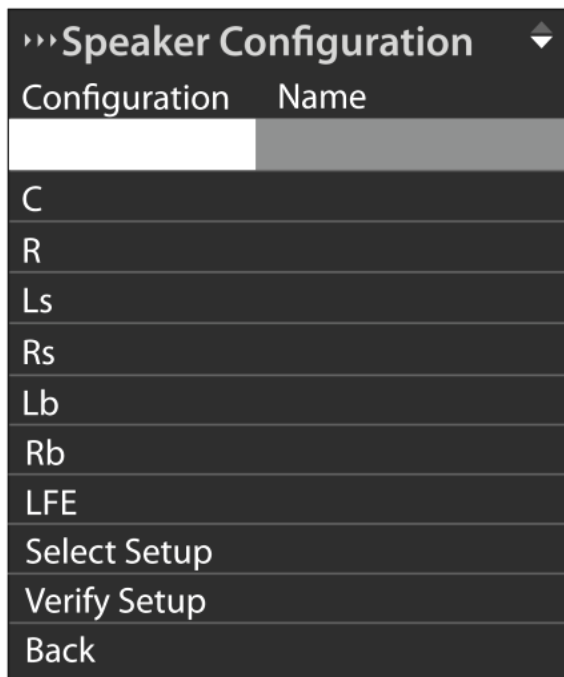 Speaker Configuration
Configuration Name
C
R
Ls
Rs
Lb
Rb
LFE
Select Setup
Verify Setup
Back